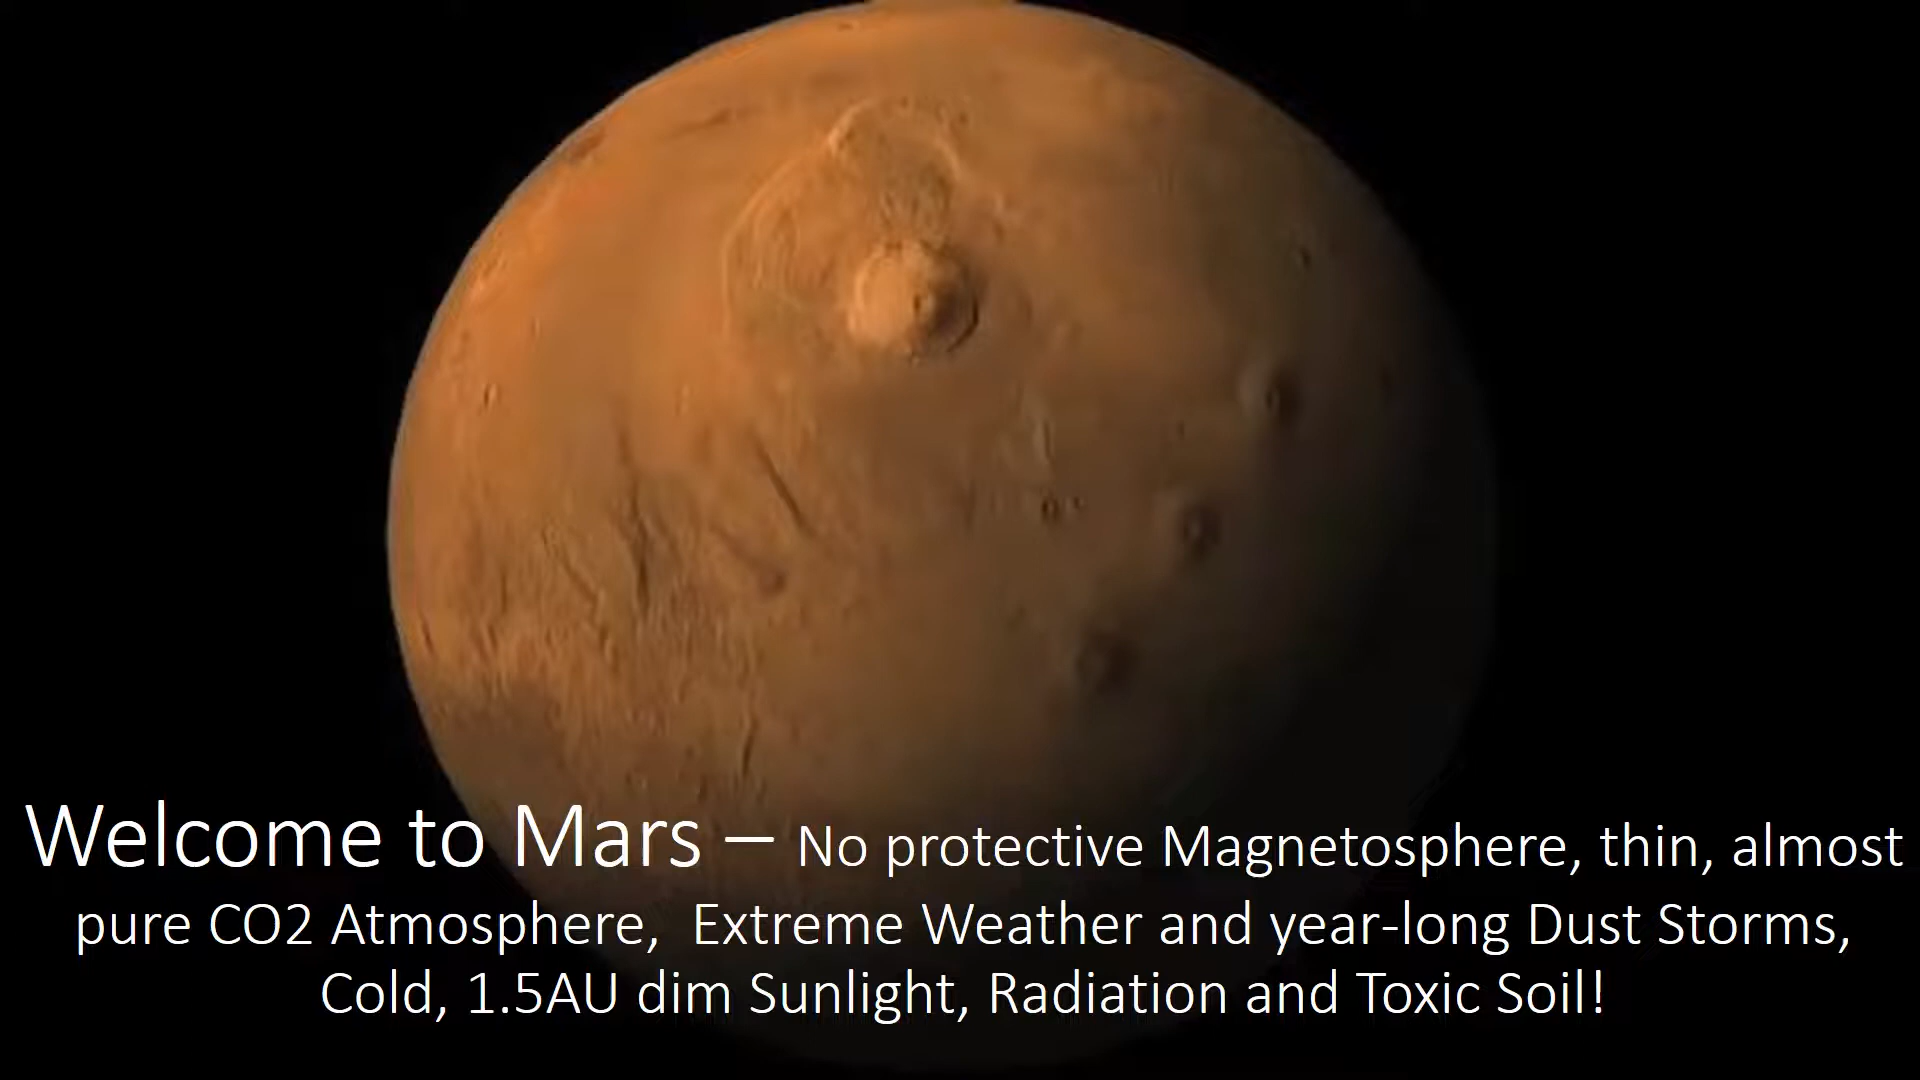 Welcome to Mars – No protective Magnetosphere, thin, almost
pure CO2 Atmosphere,  Extreme Weather and year-long Dust Storms,
Cold, 1.5AU dim Sunlight, Radiation and Toxic Soil!